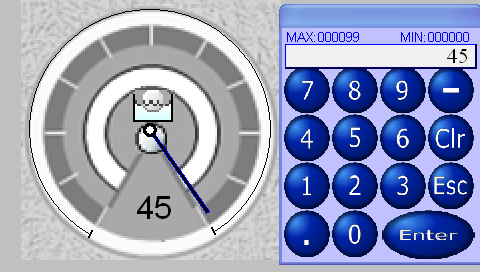 MAX:000099 MIN:000000
45
7 8 9 −
4 5 6 Clr
1 2 3 Esc
. 0 Enter
45